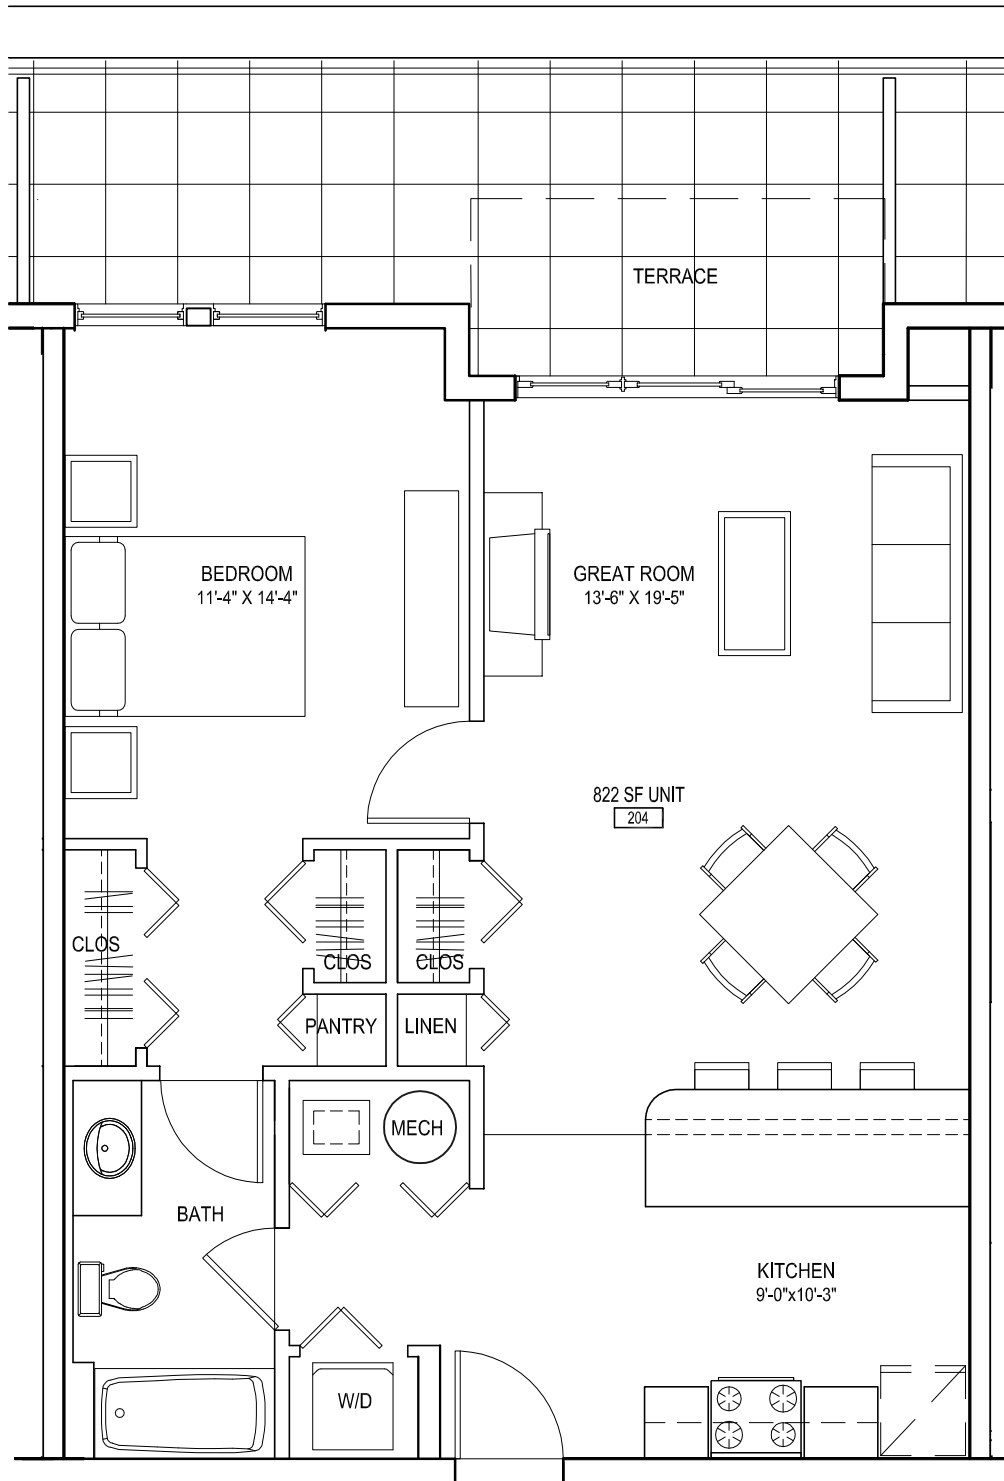 TERRACE
BEDROOM
11'-4" X 14'-4"
GREAT ROOM
13'-6" X 19'-5"
822 SF UNIT
204
CLOS
CLOS
CLOS
PANTRY
LINEN
MECH
BATH
KITCHEN
9'-0"x10'-3"
W/D